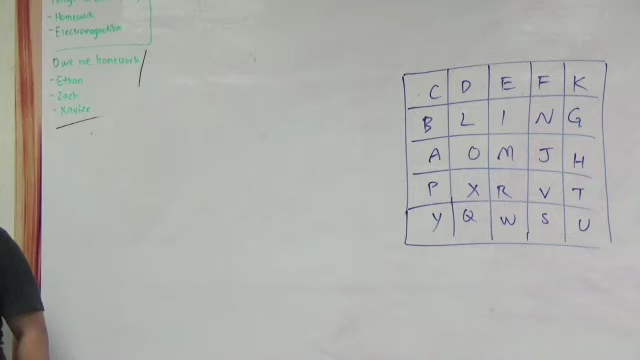 - Homework
- Electromagnetism
Owe me homework
- Ethan
- Zach
- Xavier
C D E F K
B L I N G
A O M J H
P X R V T
Y Q W S U